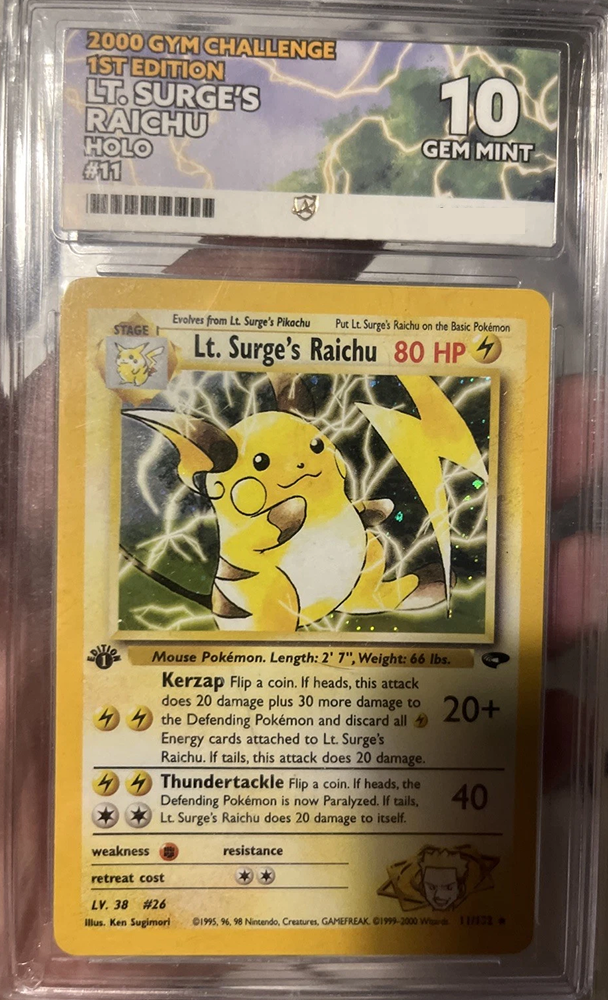 2000 GYM CHALLENGE
1ST EDITION
LT. SURGE'S
RAICHU
HOLO
#11
10
GEM MINT
STAGE 1
Evolves from Lt. Surge's Pikachu
Put Lt. Surge's Raichu on the Basic Pokémon
Lt. Surge's Raichu 80 HP
EDITION
1
Mouse Pokémon. Length: 2' 7", Weight: 66 lbs.
Kerzap Flip a coin. If heads, this attack
does 20 damage plus 30 more damage to
the Defending Pokémon and discard all
Energy cards attached to Lt. Surge's
Raichu. If tails, this attack does 20 damage.
20+
Thundertackle Flip a coin. If heads, the
Defending Pokémon is now Paralyzed. If tails,
Lt. Surge's Raichu does 20 damage to itself.
40
weakness
resistance
retreat cost
LV. 38 #26
Illus. Ken Sugimori
©1995, 96, 98 Nintendo, Creatures, GAMEFREAK. ©1999-2000 Wizards.
11/132 ★